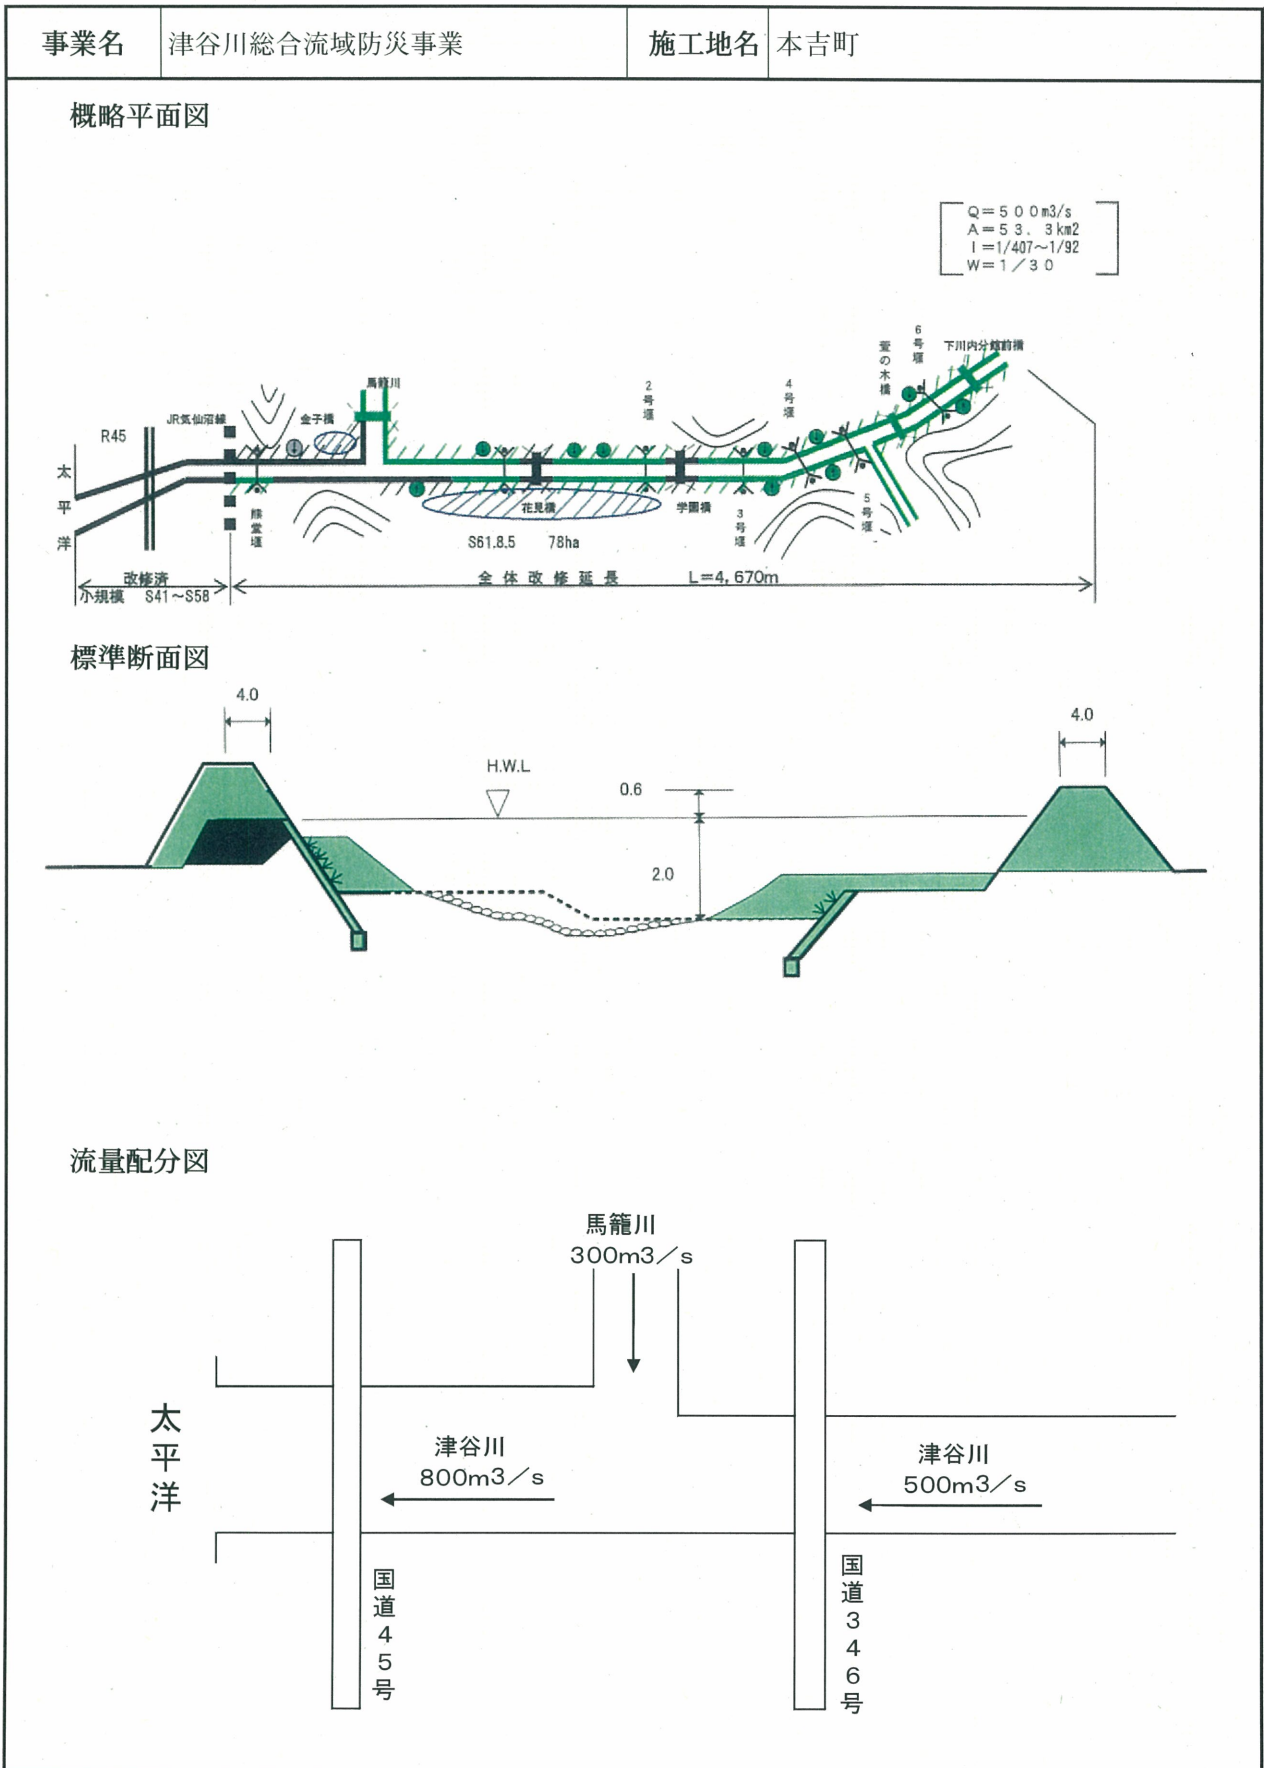 事業名 津谷川総合流域防災事業 施工地名 本吉町
概略平面図
Q=500m3/s
A=53.3km2
I=1/407~1/92
W=1/30
6号堰
萱の木橋
下川内分館前橋
馬籠川
2号堰
4号堰
JR気仙沼線
金子橋
R45
太平洋
熊堂堰
花見橋
学園橋
3号堰
5号堰
S61.8.5 78ha
改修済
小規模 S41~S58
全体改修延長 L=4,670m
標準断面図
4.0
4.0
H.W.L
0.6
2.0
流量配分図
馬籠川
300m3/s
太平洋
津谷川
800m3/s
津谷川
500m3/s
国道45号
国道346号